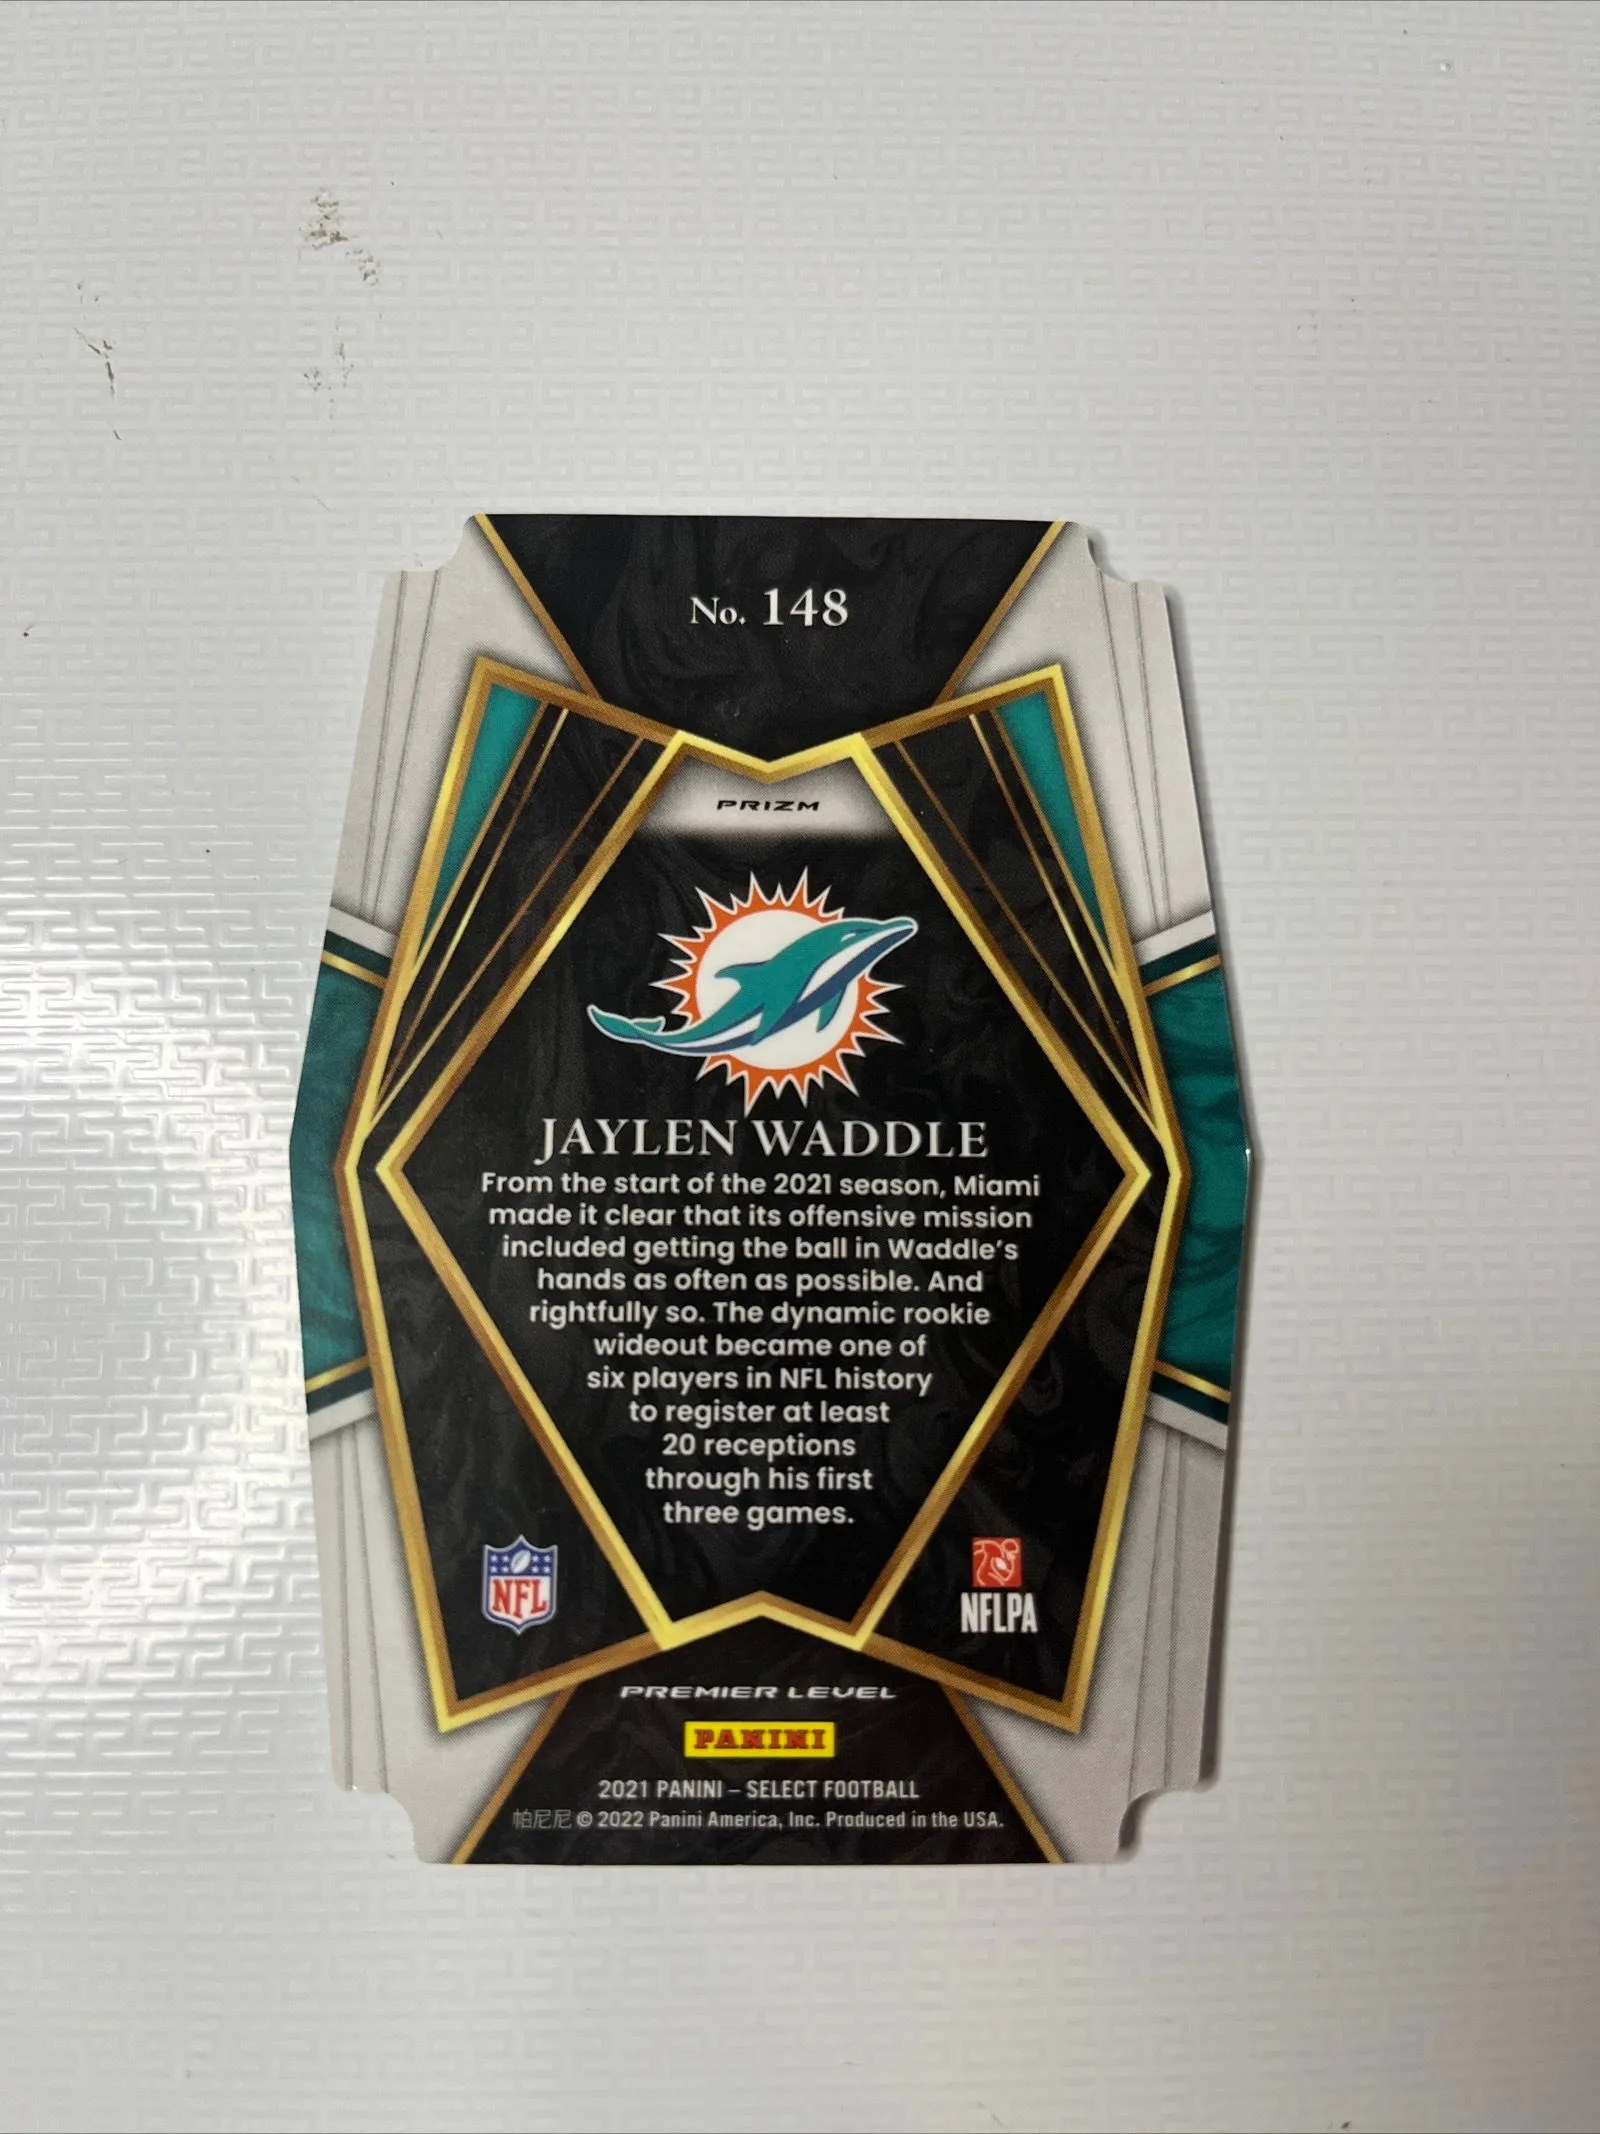 No. 148
PRIZM
JAYLEN WADDLE
From the start of the 2021 season, Miami
made it clear that its offensive mission
included getting the ball in Waddle's
hands as often as possible. And
rightfully so. The dynamic rookie
wideout became one of
six players in NFL history
to register at least
20 receptions
through his first
three games.
NFL
NFLPA
PREMIER LEVEL
PANINI
2021 PANINI – SELECT FOOTBALL
帕尼尼 © 2022 Panini America, Inc. Produced in the USA.